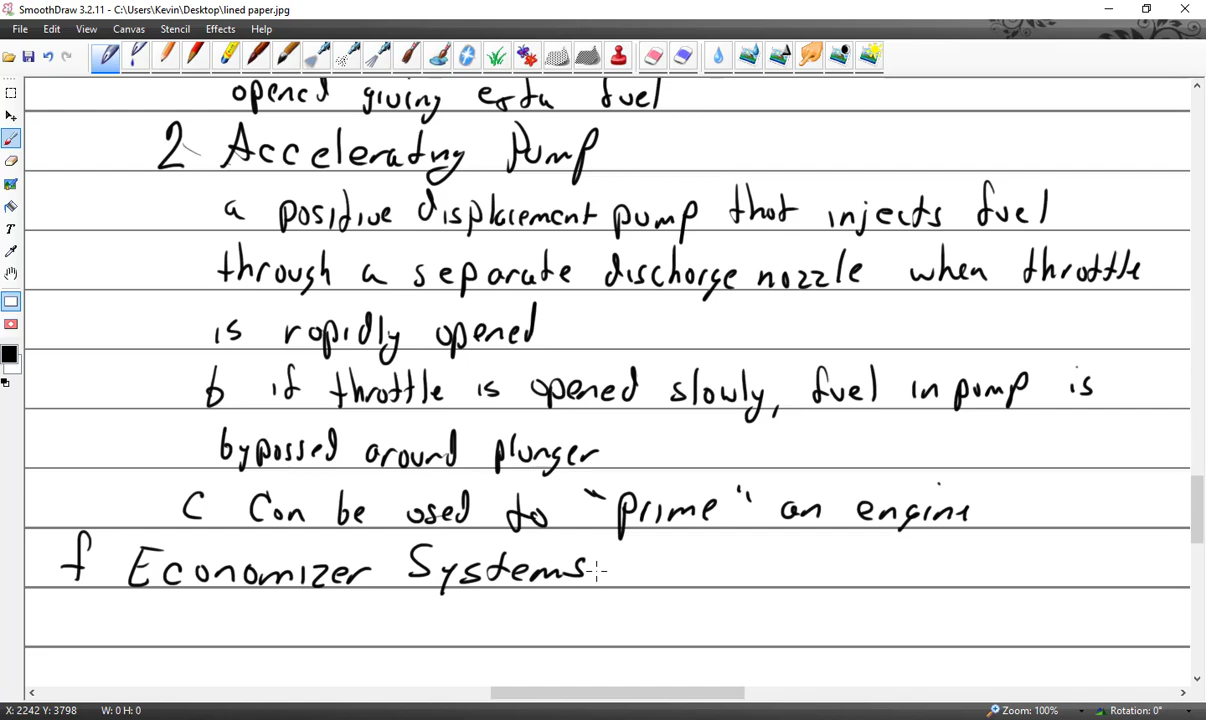 SmoothDraw 3.2.11 - C:\Users\Kevin\Desktop\lined paper.jpg
File Edit View Canvas Stencil Effects Help
opened giving extra fuel
2 Accelerating Pump
a positive displacement pump that injects fuel
through a separate discharge nozzle when throttle
is rapidly opened
b if throttle is opened slowly, fuel in pump is
bypassed around plunger
C Can be used to "prime" an engine
f Economizer Systems
X: 2242 Y: 3798 W: 0 H: 0 Zoom: 100% Rotation: 0°